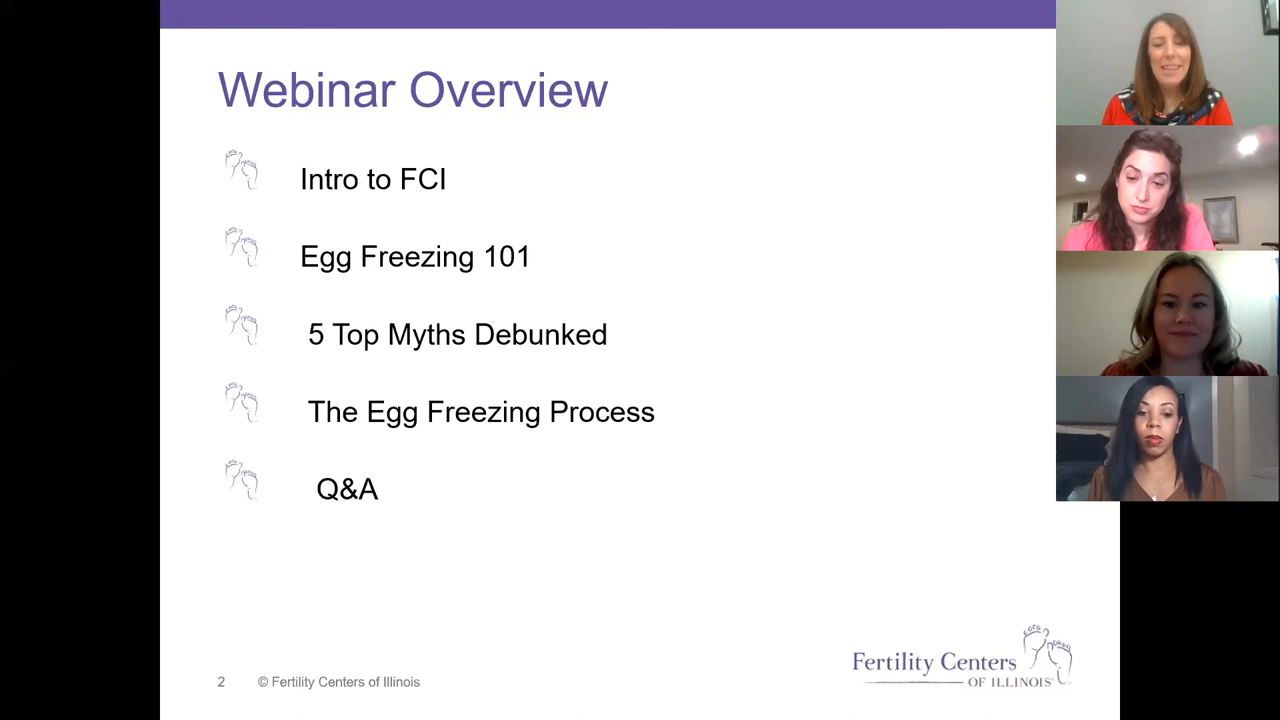 Webinar Overview
Intro to FCI
Egg Freezing 101
5 Top Myths Debunked
The Egg Freezing Process
Q&A
2 © Fertility Centers of Illinois
Fertility Centers
OF ILLINOIS